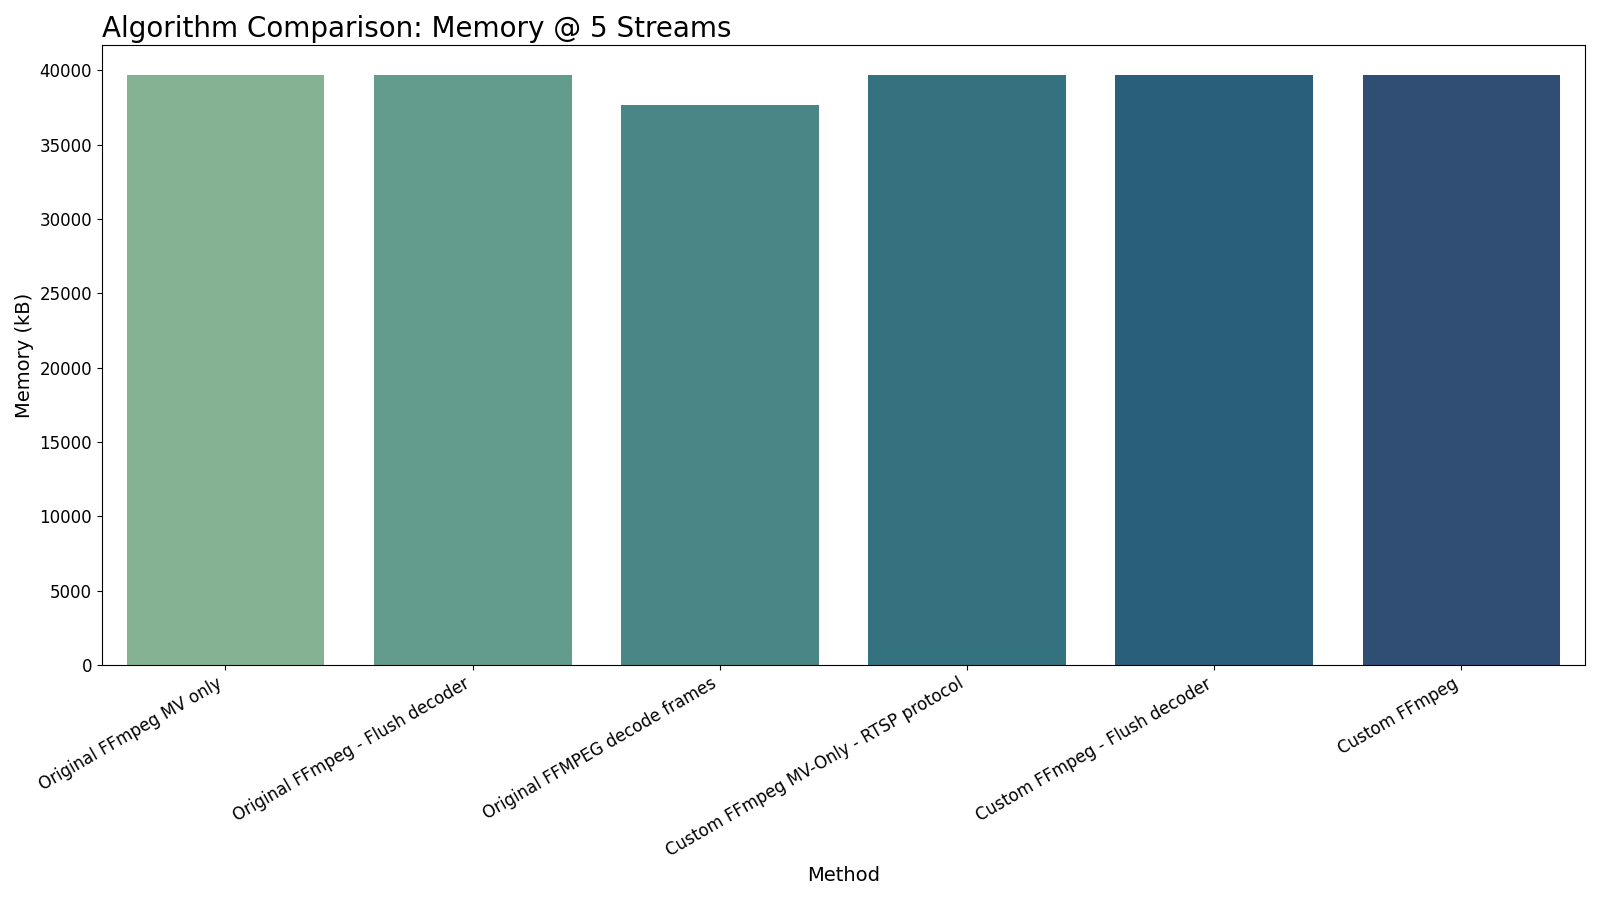 Algorithm Comparison: Memory @ 5 Streams
40000
35000
30000
25000
20000
15000
10000
5000
0
Memory (kB)
Original FFmpeg MV only
Original FFmpeg - Flush decoder
Original FFMPEG decode frames
Custom FFmpeg MV-Only - RTSP protocol
Custom FFmpeg - Flush decoder
Custom FFmpeg
Method